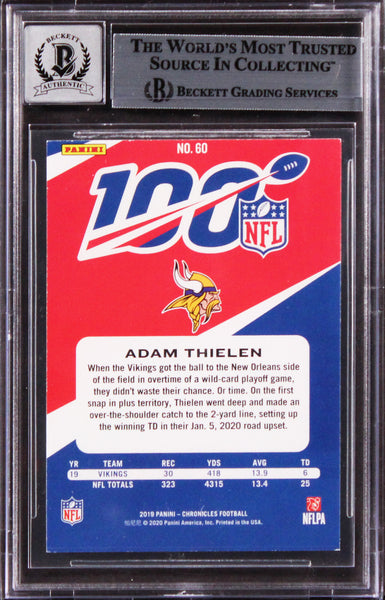 BECKETT
B
AUTHENTIC
THE WORLD'S MOST TRUSTED
SOURCE IN COLLECTING™
B BECKETT GRADING SERVICES
PANINI
NO. 60
100
NFL
ADAM THIELEN
When the Vikings got the ball to the New Orleans side
of the field in overtime of a wild-card playoff game,
they didn't waste their chance. Or time. On the first
snap in plus territory, Thielen went deep and made an
over-the-shoulder catch to the 2-yard line, setting up
the winning TD in their Jan. 5, 2020 road upset.
YR TEAM REC YDS AVG TD
19 VIKINGS 30 418 13.9 6
NFL TOTALS 323 4315 13.4 25
2019 PANINI – CHRONICLES FOOTBALL
© 2020 Panini America, Inc. Printed in the USA.
NFL
NFLPA